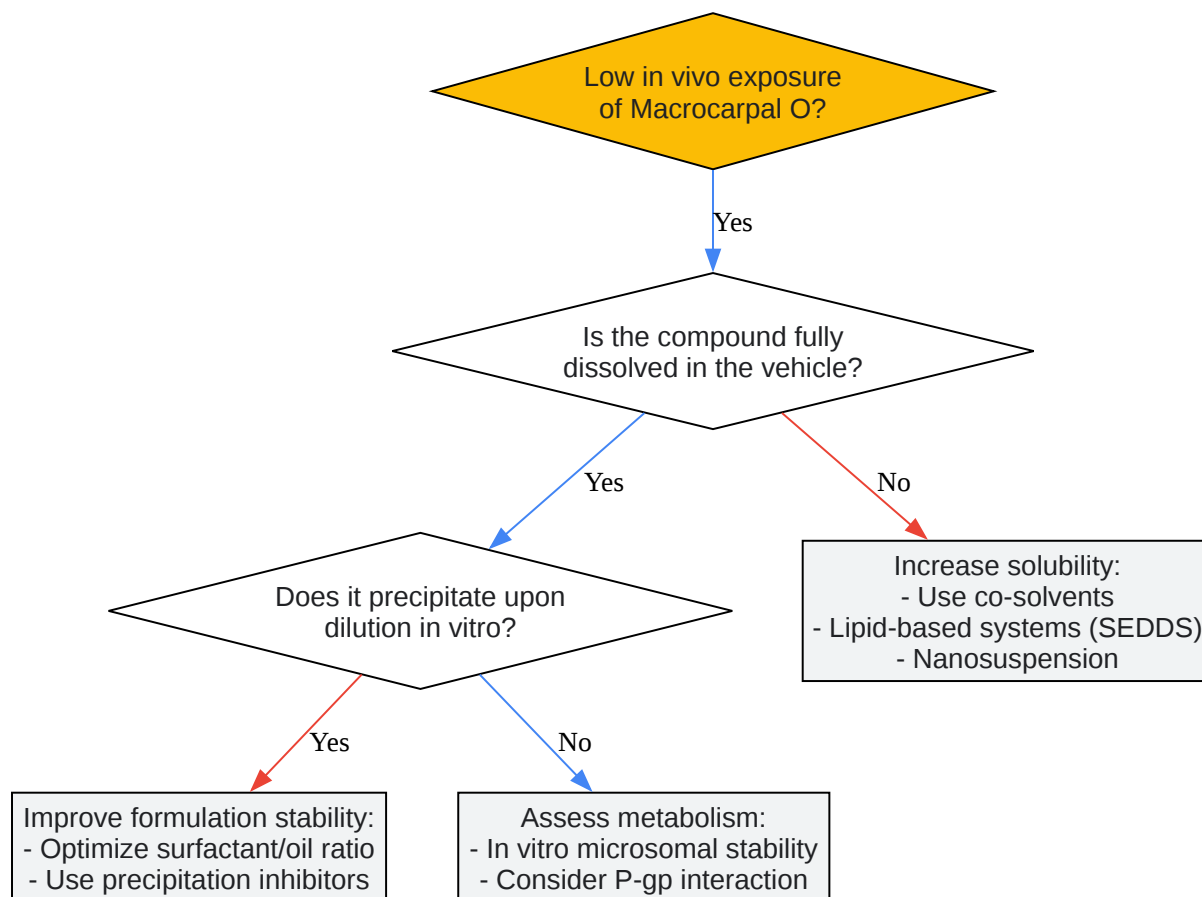 Low in vivo exposure
of Macrocarpal O?
Yes
Is the compound fully
dissolved in the vehicle?
Yes
No
Does it precipitate upon
dilution in vitro?
Increase solubility:
- Use co-solvents
- Lipid-based systems (SEDDS)
- Nanosuspension
Yes
No
Improve formulation stability:
- Optimize surfactant/oil ratio
- Use precipitation inhibitors
Assess metabolism:
- In vitro microsomal stability
- Consider P-gp interaction